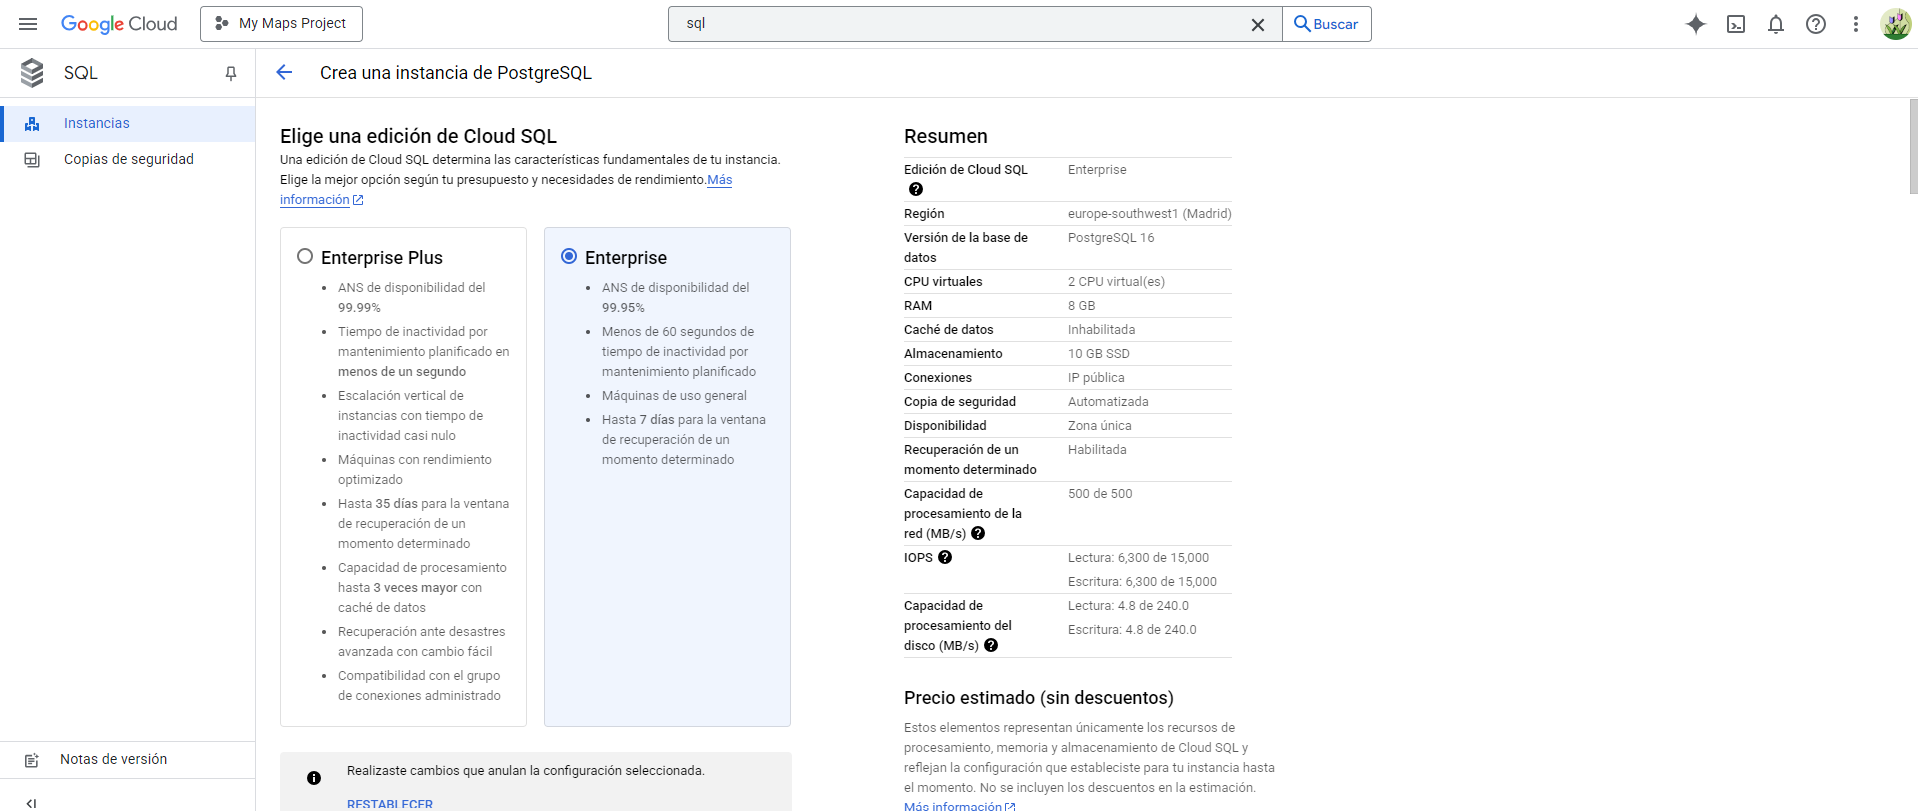 Google Cloud
My Maps Project
sql
Buscar
SQL
Crea una instancia de PostgreSQL
Instancias
Copias de seguridad
Notas de versión
Elige una edición de Cloud SQL
Una edición de Cloud SQL determina las características fundamentales de tu instancia.
Elige la mejor opción según tu presupuesto y necesidades de rendimiento.Más
información
Enterprise Plus
ANS de disponibilidad del
99.99%
Tiempo de inactividad por
mantenimiento planificado en
menos de un segundo
Escalación vertical de
instancias con tiempo de
inactividad casi nulo
Máquinas con rendimiento
optimizado
Hasta 35 días para la ventana
de recuperación de un
momento determinado
Capacidad de procesamiento
hasta 3 veces mayor con
caché de datos
Recuperación ante desastres
avanzada con cambio fácil
Compatibilidad con el grupo
de conexiones administrado
Enterprise
ANS de disponibilidad del
99.95%
Menos de 60 segundos de
tiempo de inactividad por
mantenimiento planificado
Máquinas de uso general
Hasta 7 días para la ventana
de recuperación de un
momento determinado
Realizaste cambios que anulan la configuración seleccionada.
RESTABLECER
Resumen
Edición de Cloud SQL Enterprise
Región europe-southwest1 (Madrid)
Versión de la base de PostgreSQL 16
datos
CPU virtuales 2 CPU virtual(es)
RAM 8 GB
Caché de datos Inhabilitada
Almacenamiento 10 GB SSD
Conexiones IP pública
Copia de seguridad Automatizada
Disponibilidad Zona única
Recuperación de un Habilitada
momento determinado
Capacidad de 500 de 500
procesamiento de la
red (MB/s)
IOPS Lectura: 6,300 de 15,000
Escritura: 6,300 de 15,000
Capacidad de Lectura: 4.8 de 240.0
procesamiento del Escritura: 4.8 de 240.0
disco (MB/s)
Precio estimado (sin descuentos)
Estos elementos representan únicamente los recursos de
procesamiento, memoria y almacenamiento de Cloud SQL y
reflejan la configuración que estableciste para tu instancia hasta
el momento. No se incluyen los descuentos en la estimación.
Más información